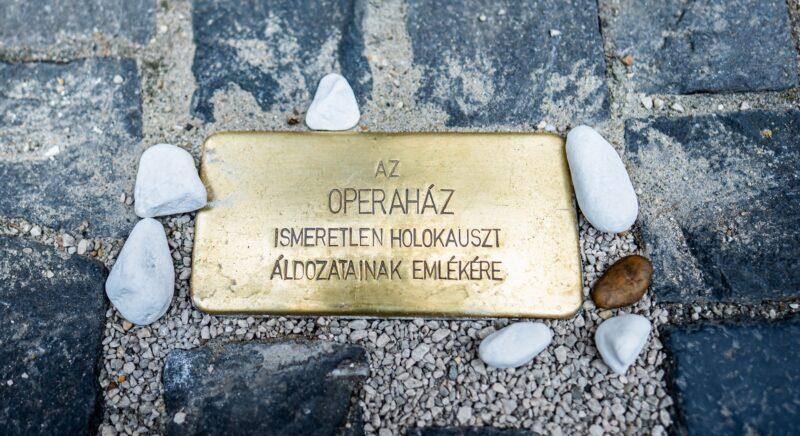 AZ
OPERAHÁZ
ISMERETLEN HOLOKAUSZT
ÁLDOZATAINAK EMLÉKÉRE